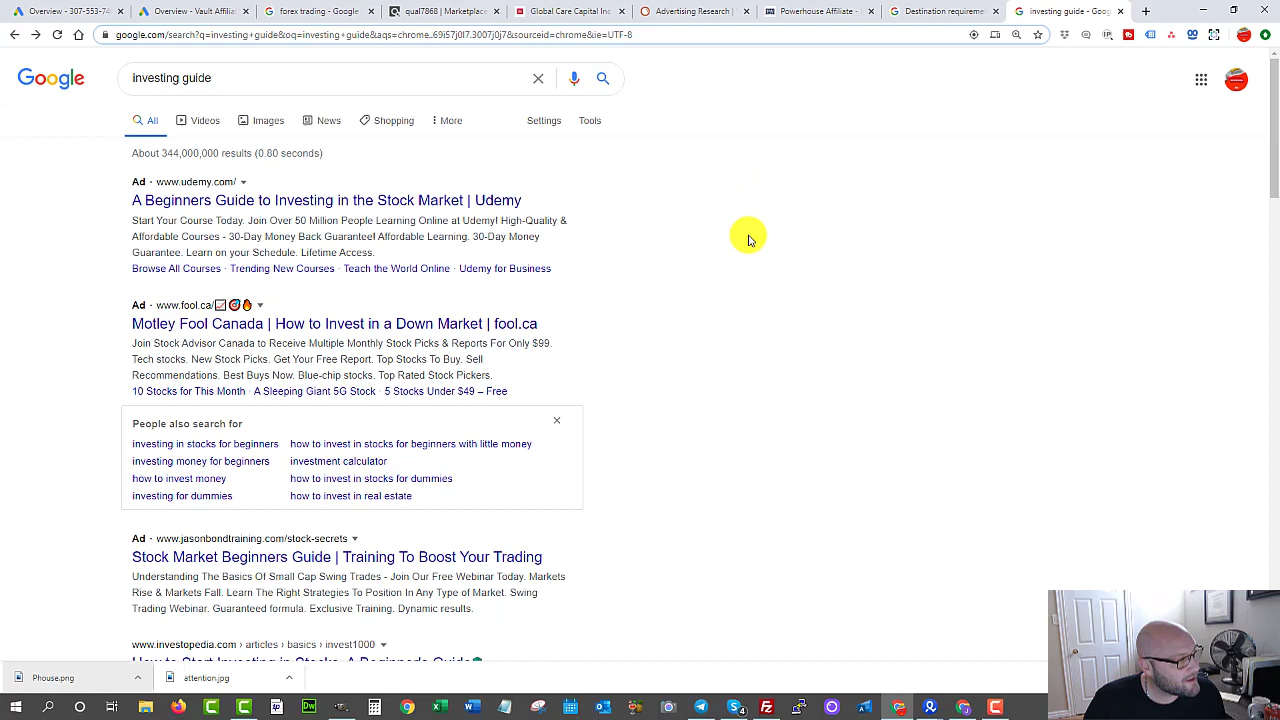 Overview - 307-553-74
Overview - Vault Affilia
forex trading - Google
qual7868 | Marketplace
Global Care Capital Inc
Advertising Research |
Powerhouse Affiliate -
Destination requireme
investing guide - Goog
google.com/search?q=investing+guide&oq=investing+guide&aqs=chrome..69i57j0l7.3007j0j7&sourceid=chrome&ie=UTF-8
Google
investing guide
All Videos Images News Shopping More Settings Tools
About 344,000,000 results (0.80 seconds)
Ad · www.udemy.com/
A Beginners Guide to Investing in the Stock Market | Udemy
Start Your Course Today. Join Over 50 Million People Learning Online at Udemy! High-Quality &
Affordable Courses - 30-Day Money Back Guarantee! Affordable Learning. 30-Day Money
Guarantee. Learn on your Schedule. Lifetime Access.
Browse All Courses · Trending New Courses · Teach the World Online · Udemy for Business
Ad · www.fool.ca/
Motley Fool Canada | How to Invest in a Down Market | fool.ca
Join Stock Advisor Canada to Receive Multiple Monthly Stock Picks & Reports For Only $99.
Tech stocks. New Stock Picks. Get Your Free Report. Top Stocks To Buy. Sell
Recommendations. Best Buys Now. Blue-chip stocks. Top Rated Stock Pickers.
10 Stocks for This Month · A Sleeping Giant 5G Stock · 5 Stocks Under $49 – Free
People also search for
investing in stocks for beginners how to invest in stocks for beginners with little money
investing money for beginners investment calculator
how to invest money how to invest in stocks for dummies
investing for dummies how to invest in real estate
Ad · www.jasonbondtraining.com/stock-secrets
Stock Market Beginners Guide | Training To Boost Your Trading
Understanding The Basics Of Small Cap Swing Trades - Join Our Free Webinar Today. Markets
Rise & Markets Fall. Learn The Right Strategies To Position In Any Type of Market. Swing
Trading Webinar. Guaranteed formula. Exclusive Training. Dynamic results.
www.investopedia.com › articles › basics › invest1000
How to Start Investing in Stocks: A Beginner's Guide
Phouse.png
attention.jpg